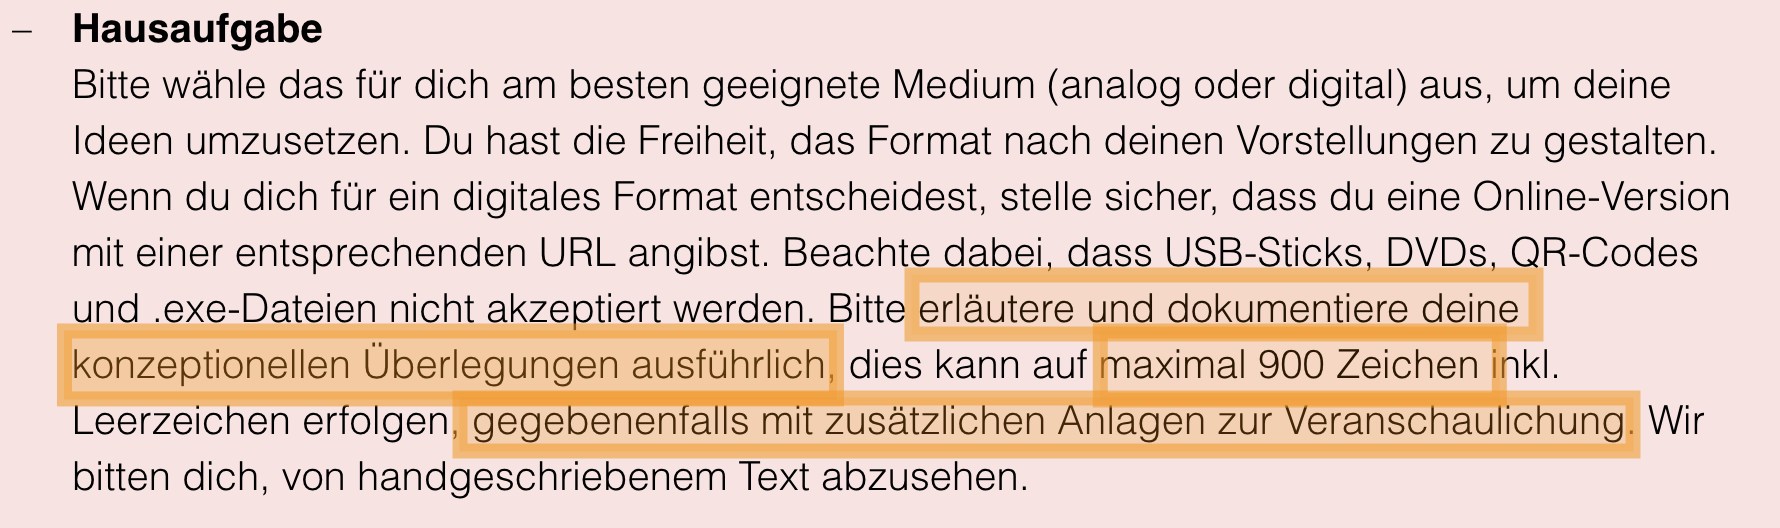 – Hausaufgabe
Bitte wähle das für dich am besten geeignete Medium (analog oder digital) aus, um deine
Ideen umzusetzen. Du hast die Freiheit, das Format nach deinen Vorstellungen zu gestalten.
Wenn du dich für ein digitales Format entscheidest, stelle sicher, dass du eine Online-Version
mit einer entsprechenden URL angibst. Beachte dabei, dass USB-Sticks, DVDs, QR-Codes
und .exe-Dateien nicht akzeptiert werden. Bitte erläutere und dokumentiere deine
konzeptionellen Überlegungen ausführlich, dies kann auf maximal 900 Zeichen inkl.
Leerzeichen erfolgen, gegebenenfalls mit zusätzlichen Anlagen zur Veranschaulichung. Wir
bitten dich, von handgeschriebenem Text abzusehen.